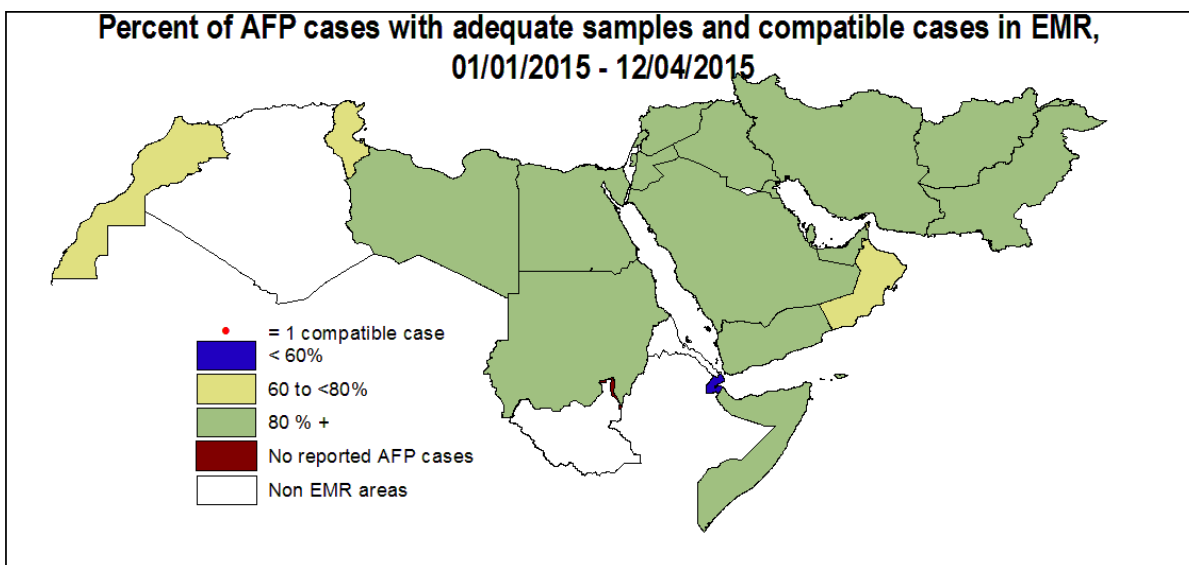 Percent of AFP cases with adequate samples and compatible cases in EMR,
01/01/2015 - 12/04/2015
= 1 compatible case
< 60%
60 to <80%
80 % +
No reported AFP cases
Non EMR areas